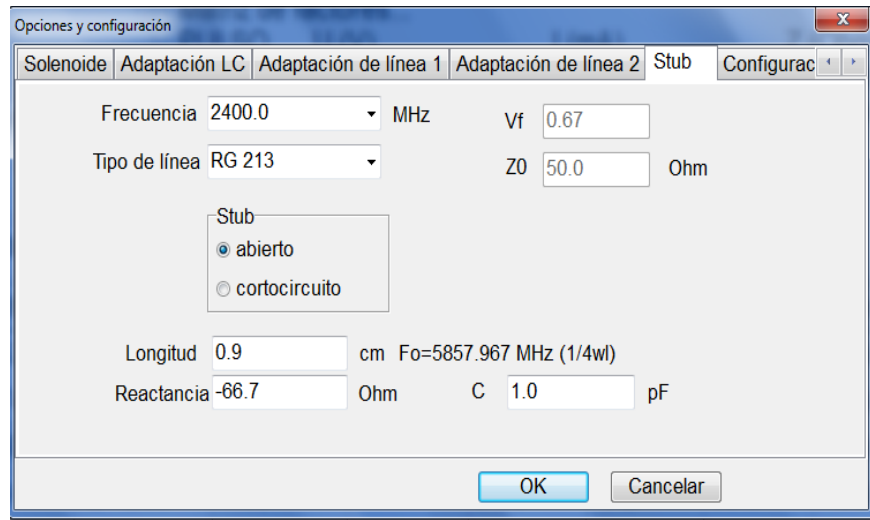 Opciones y configuración
Solenoide Adaptación LC Adaptación de línea 1 Adaptación de línea 2 Stub Configurac
Frecuencia 2400.0 MHz Vf 0.67
Tipo de línea RG 213 Z0 50.0 Ohm
Stub
abierto
cortocircuito
Longitud 0.9 cm Fo=5857.967 MHz (1/4wl)
Reactancia -66.7 Ohm C 1.0 pF
OK Cancelar